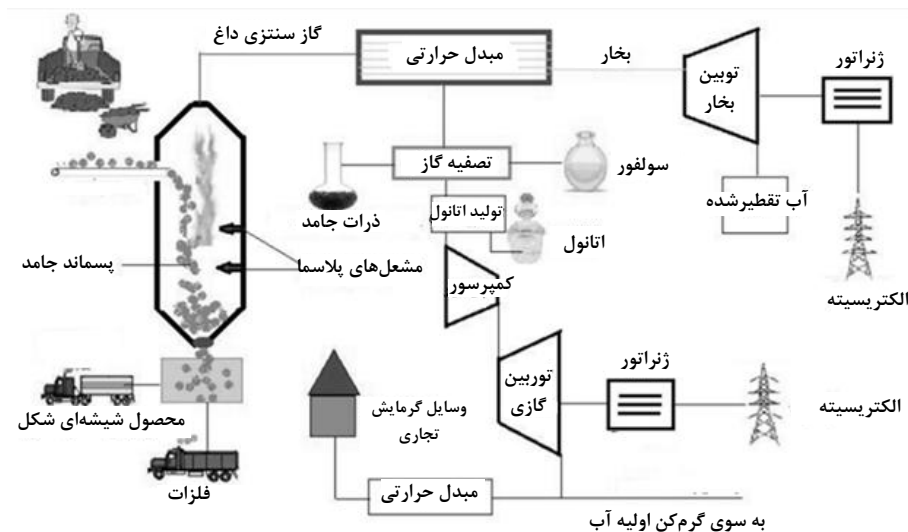 گاز سنتزی داغ
مبدل حرارتی
بخار
توبین
بخار
ژنراتور
تصفیه گاز
سولفور
ذرات جامد
تولید اتانول
اتانول
آب تقطیرشده
الکتریسیته
پسماند جامد
مشعل‌های پلاسما
کمپرسور
محصول شیشه‌ای شکل
فلزات
وسایل گرمایش
تجاری
توربین
گازی
ژنراتور
الکتریسیته
مبدل حرارتی
به سوی گرم‌کن اولیه آب